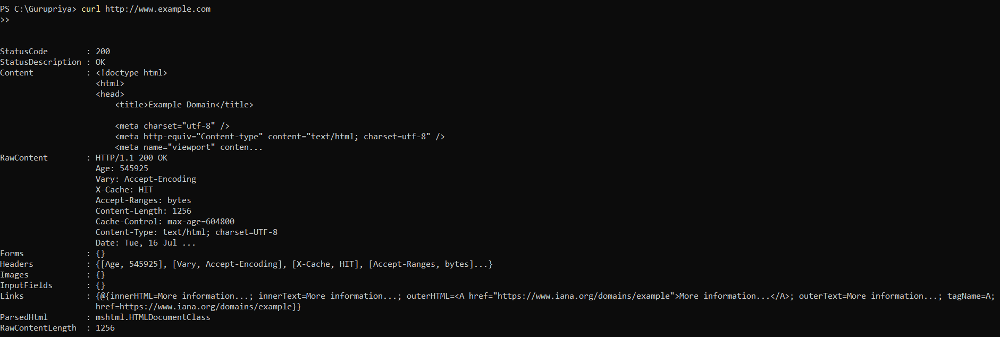 PS C:\Gurupriya> curl http://www.example.com
>>
StatusCode        : 200
StatusDescription : OK
Content           : <!doctype html>
                    <html>
                    <head>
                        <title>Example Domain</title>

                        <meta charset="utf-8" />
                        <meta http-equiv="Content-type" content="text/html; charset=utf-8" />
                        <meta name="viewport" conten...
RawContent        : HTTP/1.1 200 OK
                    Age: 545925
                    Vary: Accept-Encoding
                    X-Cache: HIT
                    Accept-Ranges: bytes
                    Content-Length: 1256
                    Cache-Control: max-age=604800
                    Content-Type: text/html; charset=UTF-8
                    Date: Tue, 16 Jul ...
Forms             : {}
Headers           : {[Age, 545925], [Vary, Accept-Encoding], [X-Cache, HIT], [Accept-Ranges, bytes]...}
Images            : {}
InputFields       : {}
Links             : {@{innerHTML=More information...; innerText=More information...; outerHTML=<A href="https://www.iana.org/domains/example">More information...</A>; outerText=More information...; tagName=A;
                    href=https://www.iana.org/domains/example}}
ParsedHtml        : mshtml.HTMLDocumentClass
RawContentLength  : 1256